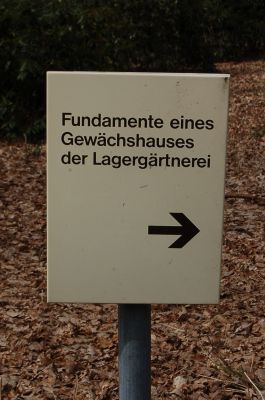 Fundamente eines
Gewächshauses
der Lagergärtnerei